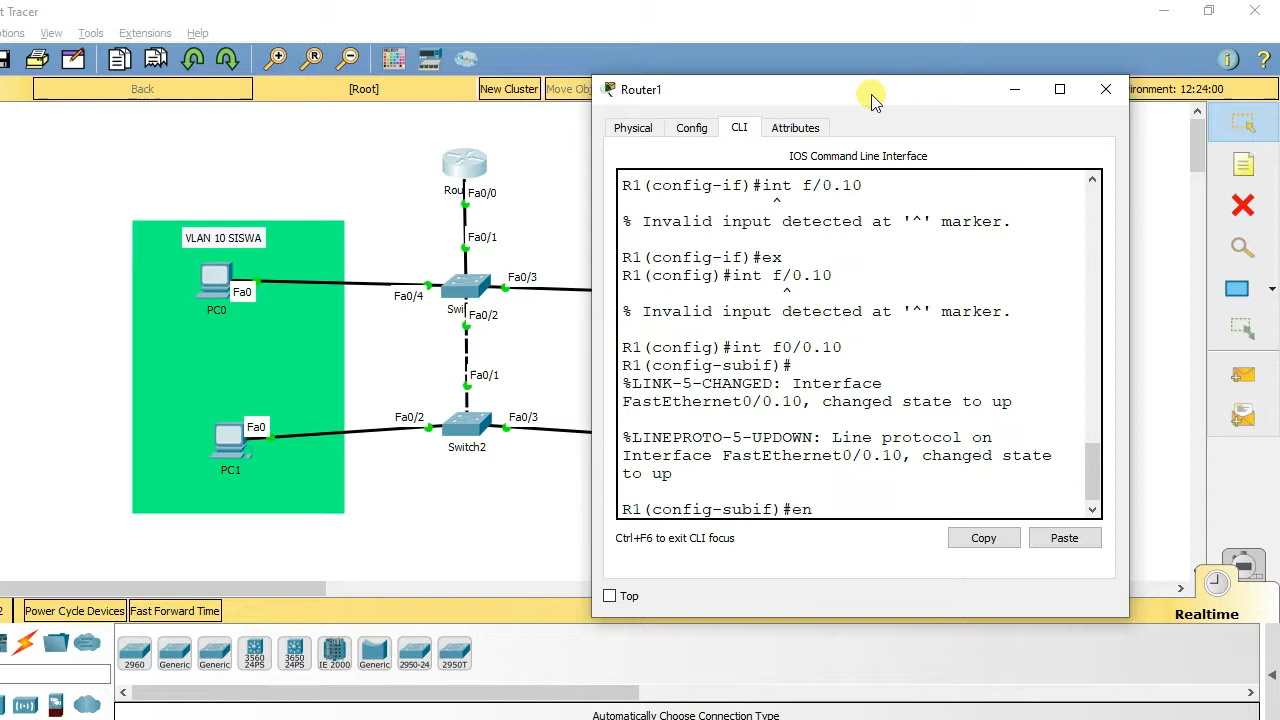 t Tracer
tions View Tools Extensions Help
Back
[Root]
New Cluster
Move Obj
ironment: 12:24:00
Router1
Physical
Config
CLI
Attributes
IOS Command Line Interface
R1(config-if)#int f/0.10
^
% Invalid input detected at '^' marker.
R1(config-if)#ex
R1(config)#int f/0.10
^
% Invalid input detected at '^' marker.
R1(config)#int f0/0.10
R1(config-subif)#
%LINK-5-CHANGED: Interface
FastEthernet0/0.10, changed state to up
%LINEPROTO-5-UPDOWN: Line protocol on
Interface FastEthernet0/0.10, changed state
to up
R1(config-subif)#en
Ctrl+F6 to exit CLI focus
Copy
Paste
Top
Rou
Fa0/0
Fa0/1
VLAN 10 SISWA
Fa0
PC0
Fa0/4
Fa0/3
Swi
Fa0/2
Fa0/1
Fa0
PC1
Fa0/2
Fa0/3
Switch2
2
Power Cycle Devices
Fast Forward Time
Realtime
2960
Generic
Generic
3560
24PS
3650
24PS
IE 2000
Generic
2950-24
2950T
Automatically Choose Connection Type